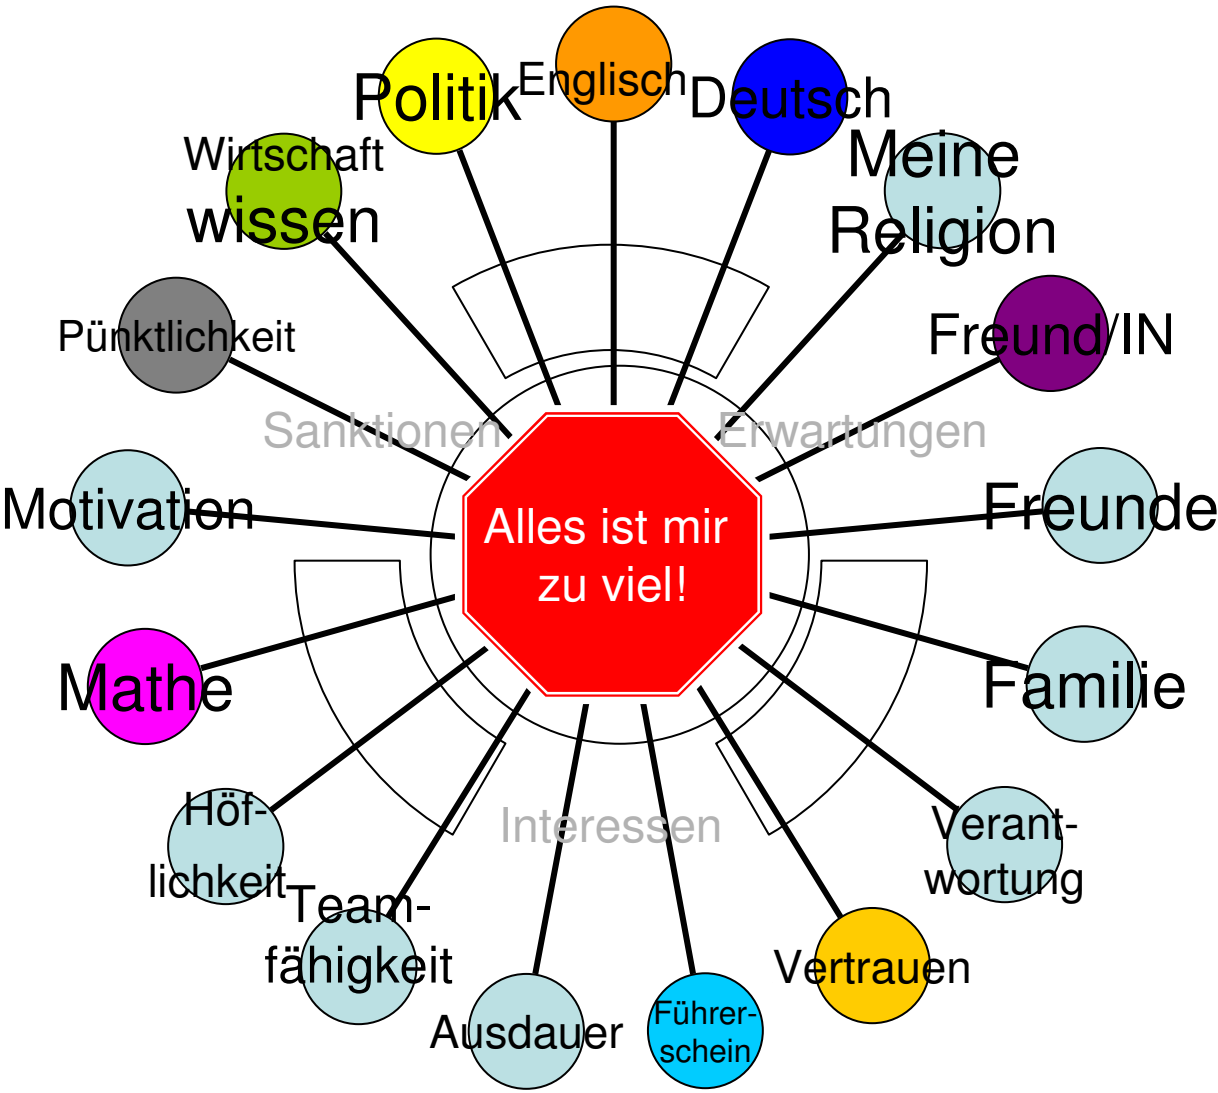 Englisch
Politik
Deutsch
Wirtschaft
wissen
Meine
Religion
Pünktlichkeit
Freund/IN
Sanktionen
Erwartungen
Motivation
Freunde
Alles ist mir
zu viel!
Mathe
Familie
Höf-
lichkeit
Interessen
Verant-
wortung
Team-
fähigkeit
Vertrauen
Ausdauer
Führer-
schein